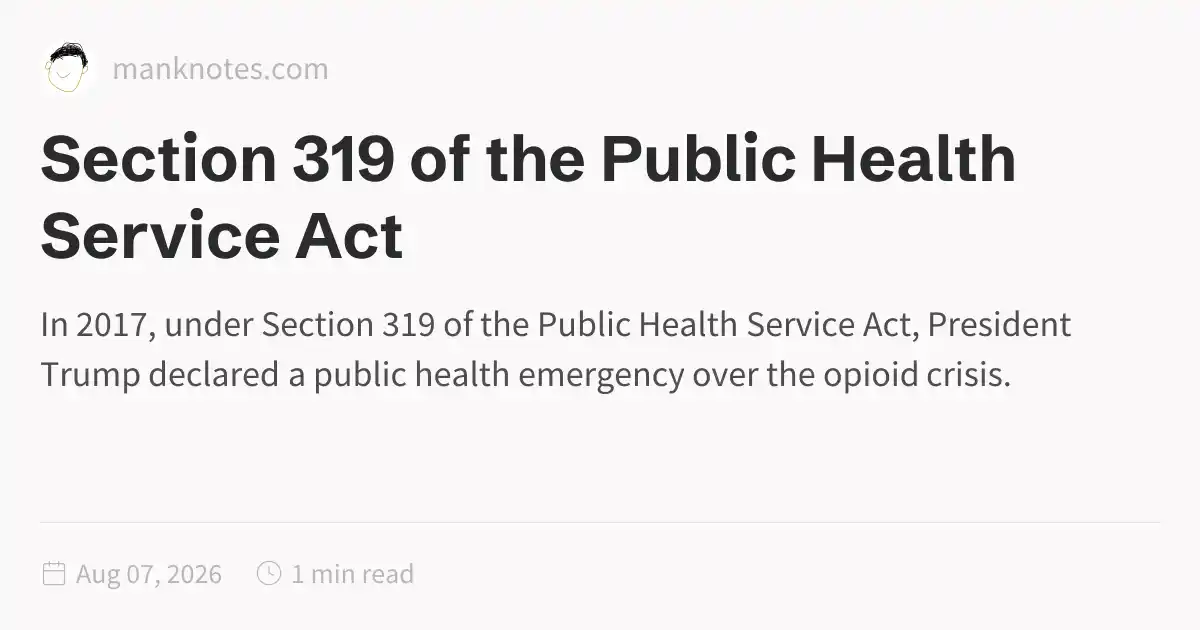 manknotes.com
Section 319 of the Public Health
Service Act
In 2017, under Section 319 of the Public Health Service Act, President
Trump declared a public health emergency over the opioid crisis.
Aug 07, 2026 1 min read